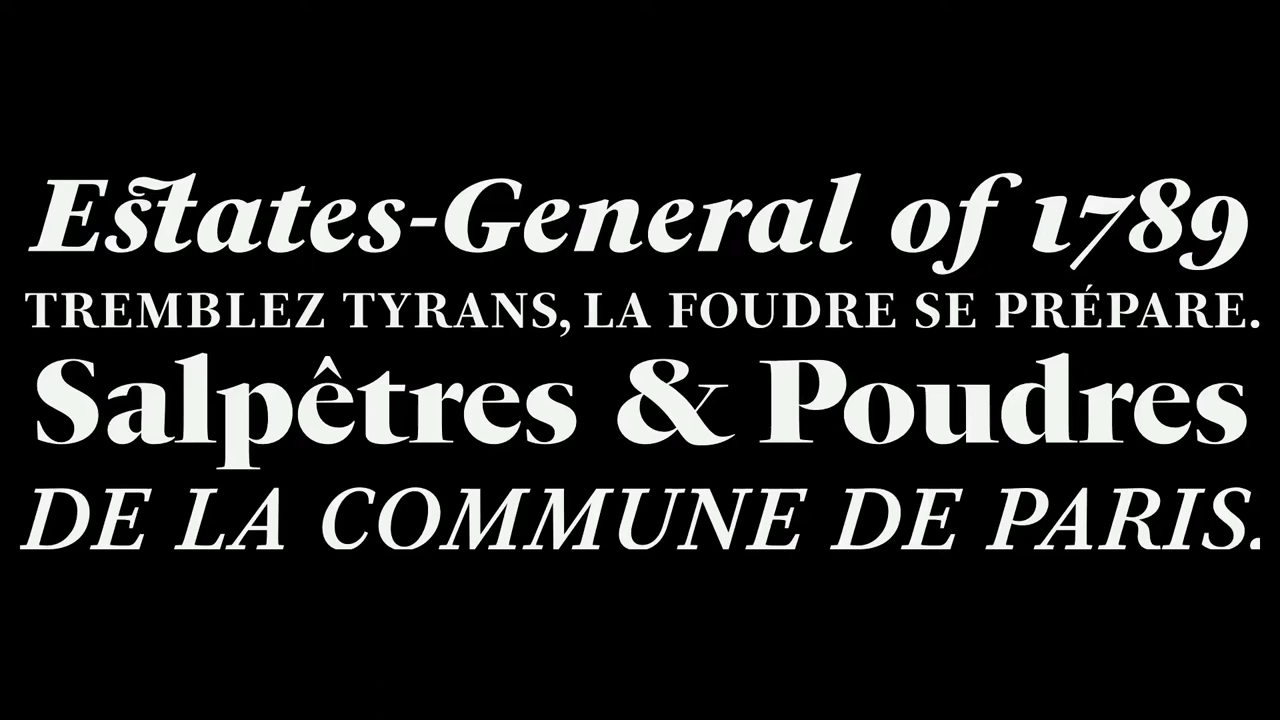 Estates-General of 1789
TREMBLEZ TYRANS, LA FOUDRE SE PRÉPARE.
Salpêtres & Poudres
DE LA COMMUNE DE PARIS.